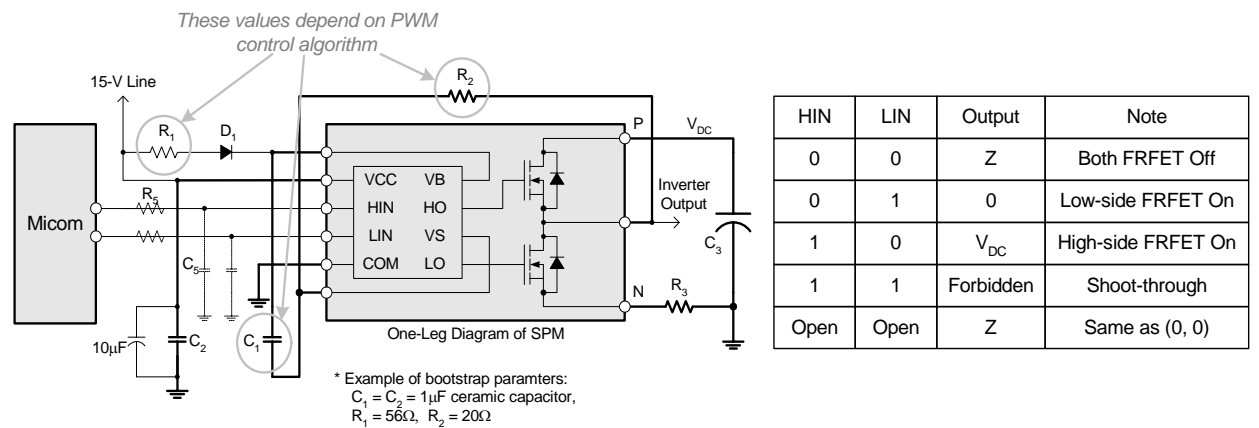 These values depend on PWM
control algorithm
15-V Line
R1
D1
R2
P
VDC
R5
Micom
VCC VB
HIN HO
LIN VS
COM LO
Inverter
Output
C3
C5
N
R3
10μF
C2
C1
One-Leg Diagram of SPM
* Example of bootstrap paramters:
C1 = C2 = 1μF ceramic capacitor,
R1 = 56Ω, R2 = 20Ω
HIN LIN Output Note
0 0 Z Both FRFET Off
0 1 0 Low-side FRFET On
1 0 VDC High-side FRFET On
1 1 Forbidden Shoot-through
Open Open Z Same as (0, 0)